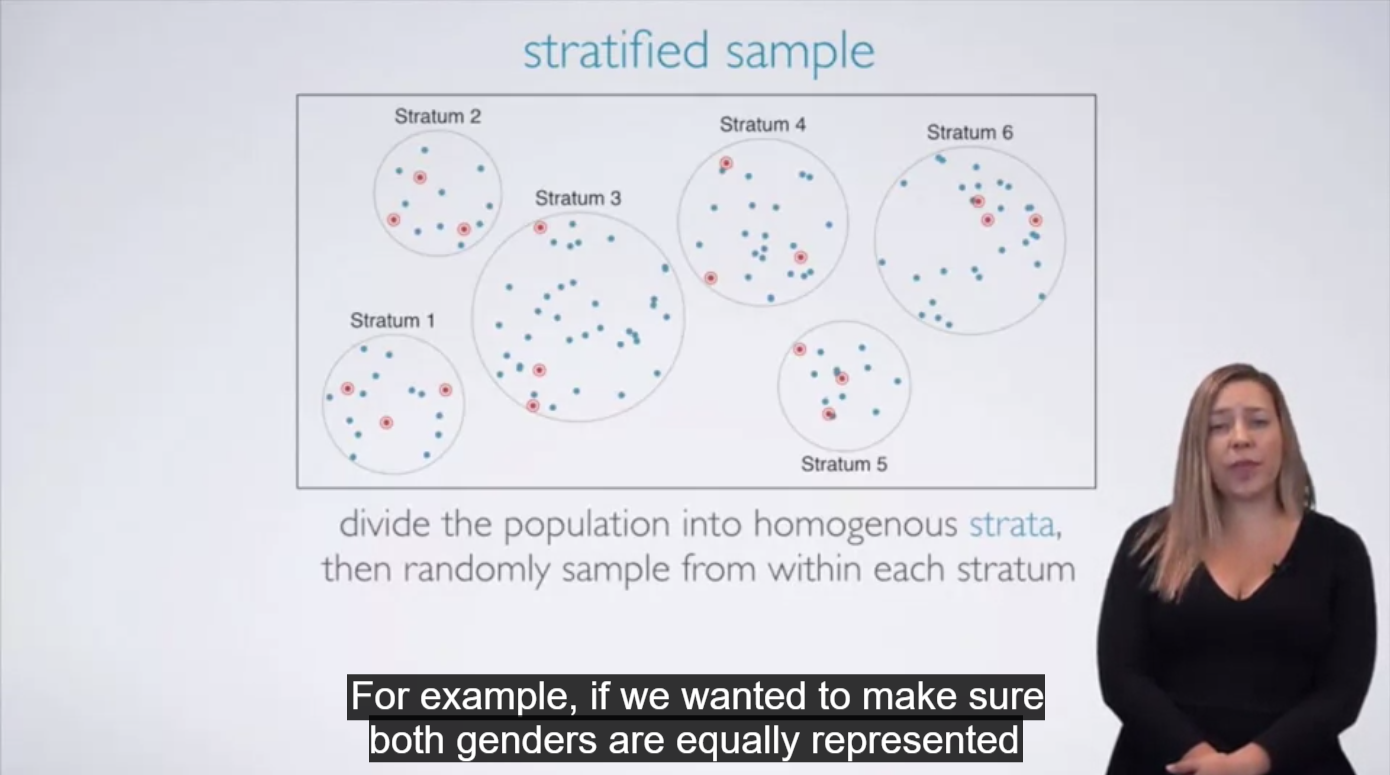 stratified sample
Stratum 2
Stratum 4
Stratum 6
Stratum 3
Stratum 1
Stratum 5
divide the population into homogenous strata,
then randomly sample from within each stratum
For example, if we wanted to make sure
both genders are equally represented